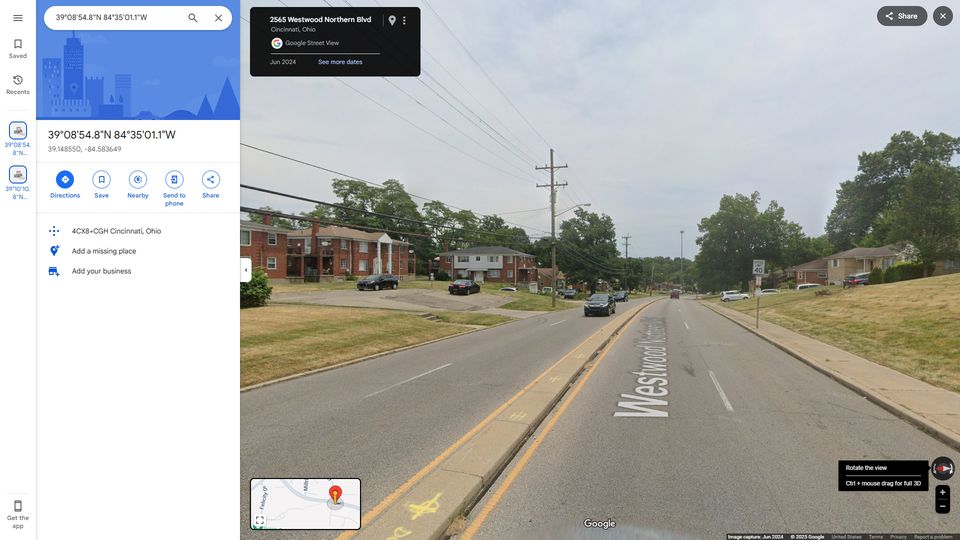 39°08'54.8"N 84°35'01.1"W
Saved
Recents
39°08'54.
8"N...
39°10'10.
8"N...
39°08'54.8"N 84°35'01.1"W
39.148550, -84.583649
Directions
Save
Nearby
Send to
phone
Share
4CX8+CGH Cincinnati, Ohio
Add a missing place
Add your business
Get the
app
2565 Westwood Northern Blvd
Cincinnati, Ohio
Google Street View
Jun 2024 See more dates
Share
40
Westwood
Felicity
Rotate the view
Ctrl + mouse drag for full 3D
Google
Image capture: Jun 2024 © 2025 Google United States Terms Privacy Report a problem